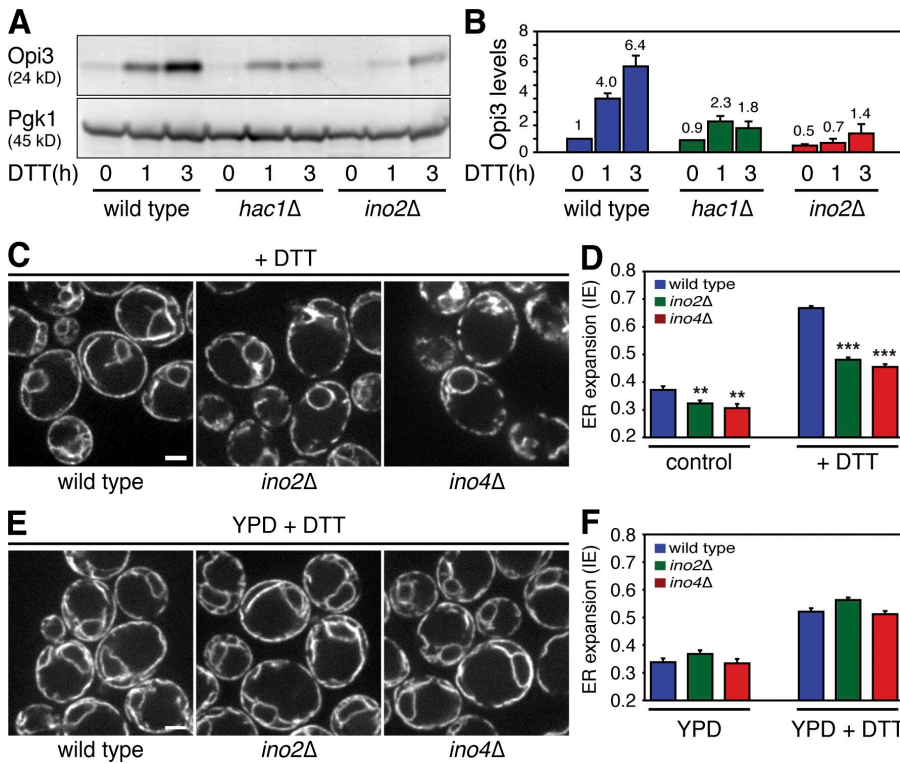 A
Opi3
(24 kD)
Pgk1
(45 kD)
DTT(h) 0 1 3 0 1 3 0 1 3
wild type hac1Δ ino2Δ
B
Opi3 levels
8
6
4
2
0
1 4.0 6.4 0.9 2.3 1.8 0.5 0.7 1.4
DTT(h) 0 1 3 0 1 3 0 1 3
wild type hac1Δ ino2Δ
C
+ DTT
wild type ino2Δ ino4Δ
D
ER expansion (IE)
0.8
0.7
0.6
0.5
0.4
0.3
0.2
wild type
ino2Δ
ino4Δ
** ** *** ***
control + DTT
E
YPD + DTT
wild type ino2Δ ino4Δ
F
ER expansion (IE)
0.8
0.7
0.6
0.5
0.4
0.3
0.2
wild type
ino2Δ
ino4Δ
YPD YPD + DTT